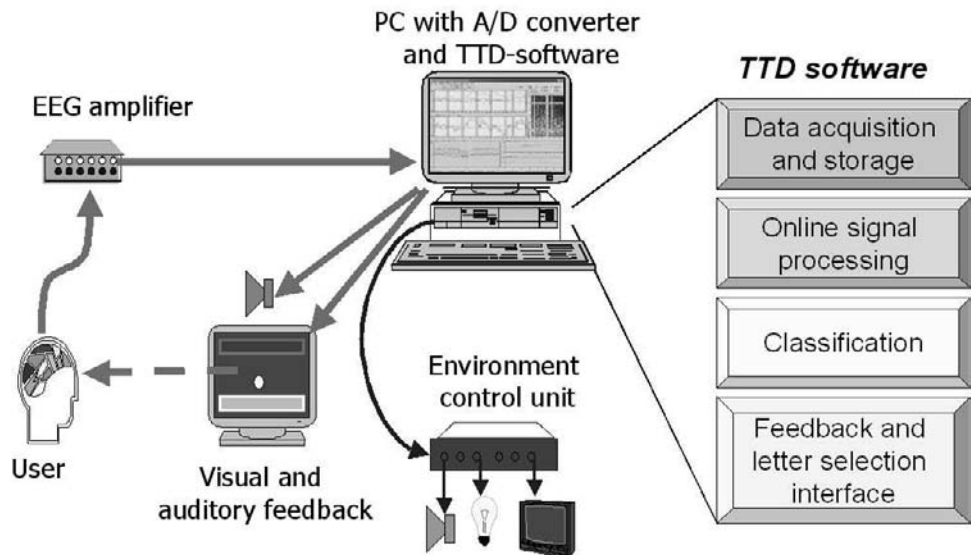 PC with A/D converter
and TTD-software
EEG amplifier
TTD software
Data acquisition
and storage
Online signal
processing
Classification
Feedback and
letter selection
interface
Environment
control unit
User
Visual and
auditory feedback